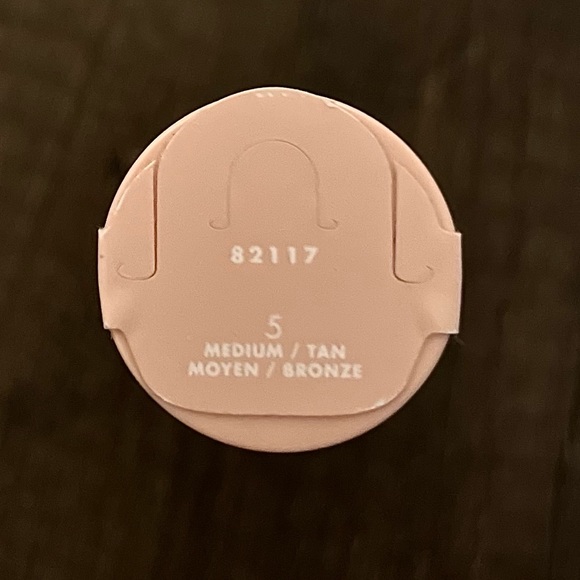 82117
5
MEDIUM / TAN
MOYEN / BRONZE